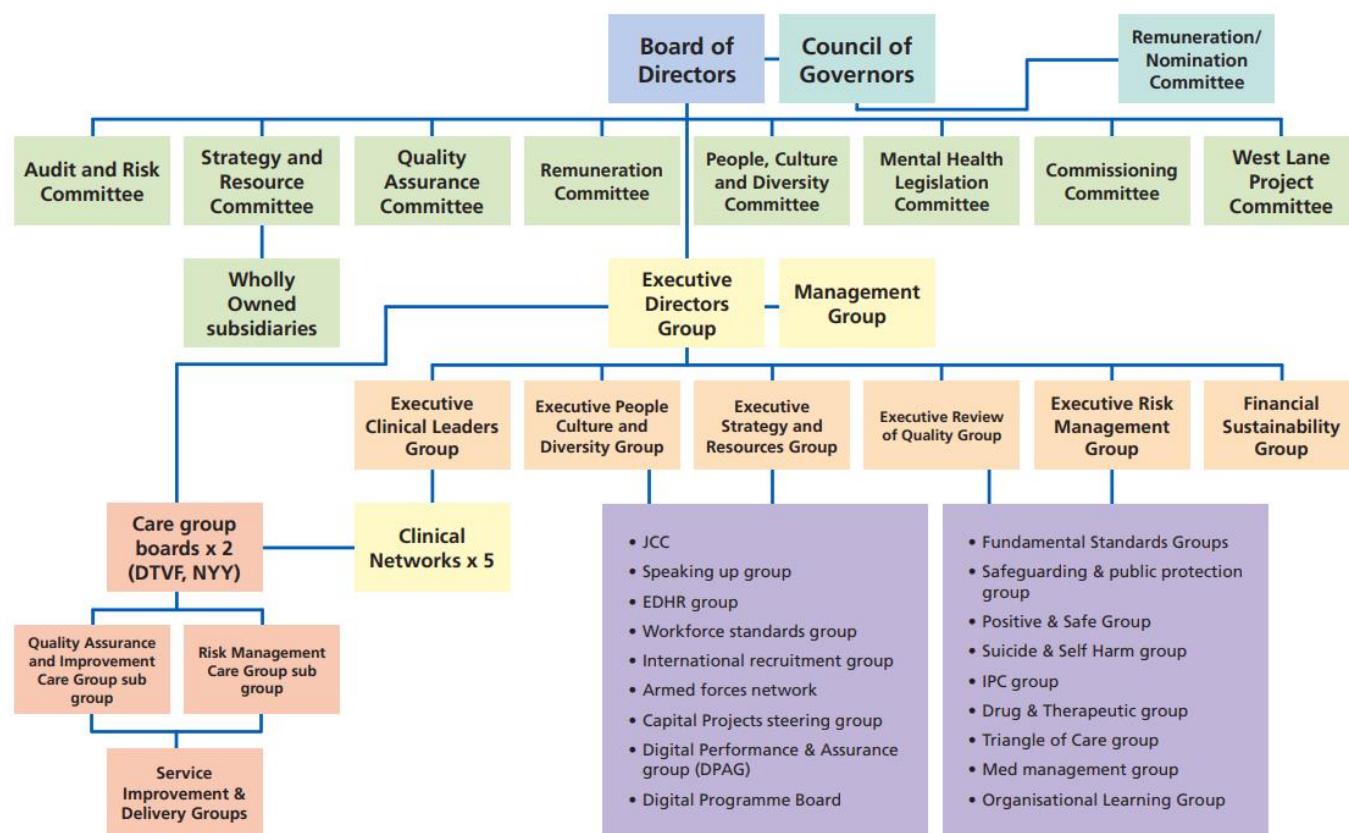 Board of
Directors
Council of
Governors
Remuneration/
Nomination
Committee
Audit and Risk
Committee
Strategy and
Resource
Committee
Quality
Assurance
Committee
Remuneration
Committee
People, Culture
and Diversity
Committee
Mental Health
Legislation
Committee
Commissioning
Committee
West Lane
Project
Committee
Wholly
Owned
subsidiaries
Executive
Directors
Group
Management
Group
Executive
Clinical Leaders
Group
Executive People
Culture and
Diversity Group
Executive
Strategy and
Resources Group
Executive Review
of Quality Group
Executive Risk
Management
Group
Financial
Sustainability
Group
Care group
boards x 2
(DTVF, NYY)
Clinical
Networks x 5
Quality Assurance
and Improvement
Care Group sub
group
Risk Management
Care Group sub
group
Service
Improvement &
Delivery Groups
• JCC
• Speaking up group
• EDHR group
• Workforce standards group
• International recruitment group
• Armed forces network
• Capital Projects steering group
• Digital Performance & Assurance
group (DPAG)
• Digital Programme Board
• Fundamental Standards Groups
• Safeguarding & public protection
group
• Positive & Safe Group
• Suicide & Self Harm group
• IPC group
• Drug & Therapeutic group
• Triangle of Care group
• Med management group
• Organisational Learning Group